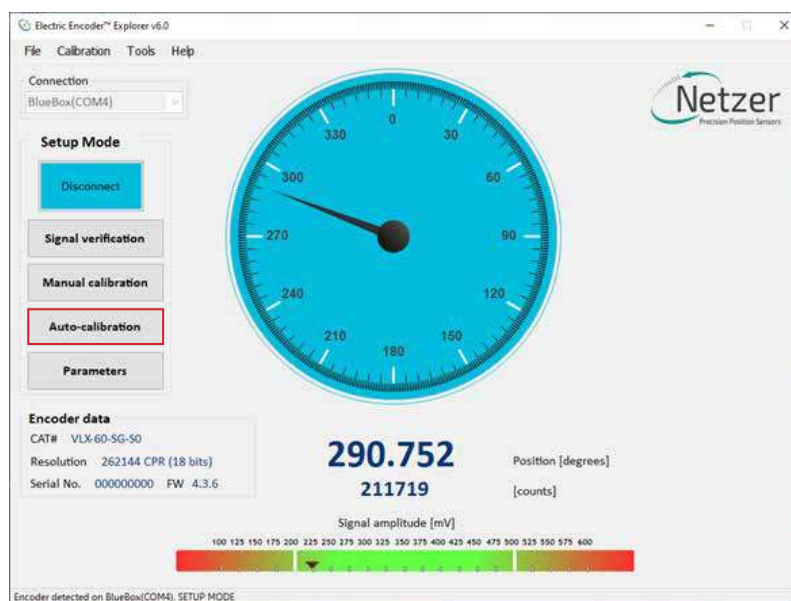 Electric Encoder™ Explorer v6.0
File Calibration Tools Help
Connection
BlueBox(COM4)
Netzer
Precision Position Sensors
Setup Mode
Disconnect
Signal verification
Manual calibration
Auto-calibration
Parameters
0
330 30
300 60
270 90
240 120
210 150
180
Encoder data
CAT# VLX-60-SG-S0
Resolution 262144 CPR (18 bits)
Serial No. 000000000 FW 4.3.6
290.752 Position [degrees]
211719 [counts]
Signal amplitude [mV]
100 125 150 175 200 225 250 275 300 325 350 375 400 425 450 475 500 525 550 575 600
Encoder detected on BlueBox(COM4). SETUP MODE